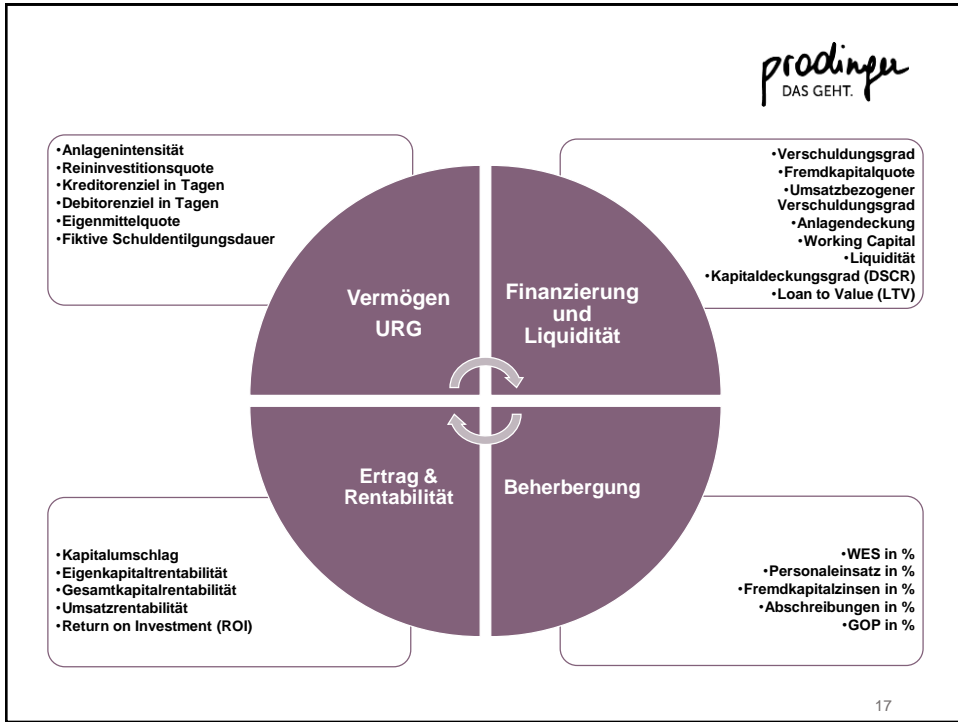 prodinger
DAS GEHT.
•Anlagenintensität
•Reininvestitionsquote
•Kreditorenziel in Tagen
•Debitorenziel in Tagen
•Eigenmittelquote
•Fiktive Schuldentilgungsdauer
•Verschuldungsgrad
•Fremdkapitalquote
•Umsatzbezogener
Verschuldungsgrad
•Anlagendeckung
•Working Capital
•Liquidität
•Kapitaldeckungsgrad (DSCR)
•Loan to Value (LTV)
Vermögen
URG
Finanzierung
und
Liquidität
Ertrag &
Rentabilität
Beherbergung
•Kapitalumschlag
•Eigenkapitaltrentabilität
•Gesamtkapitalrentabilität
•Umsatzrentabilität
•Return on Investment (ROI)
•WES in %
•Personaleinsatz in %
•Fremdkapitalzinsen in %
•Abschreibungen in %
•GOP in %
17